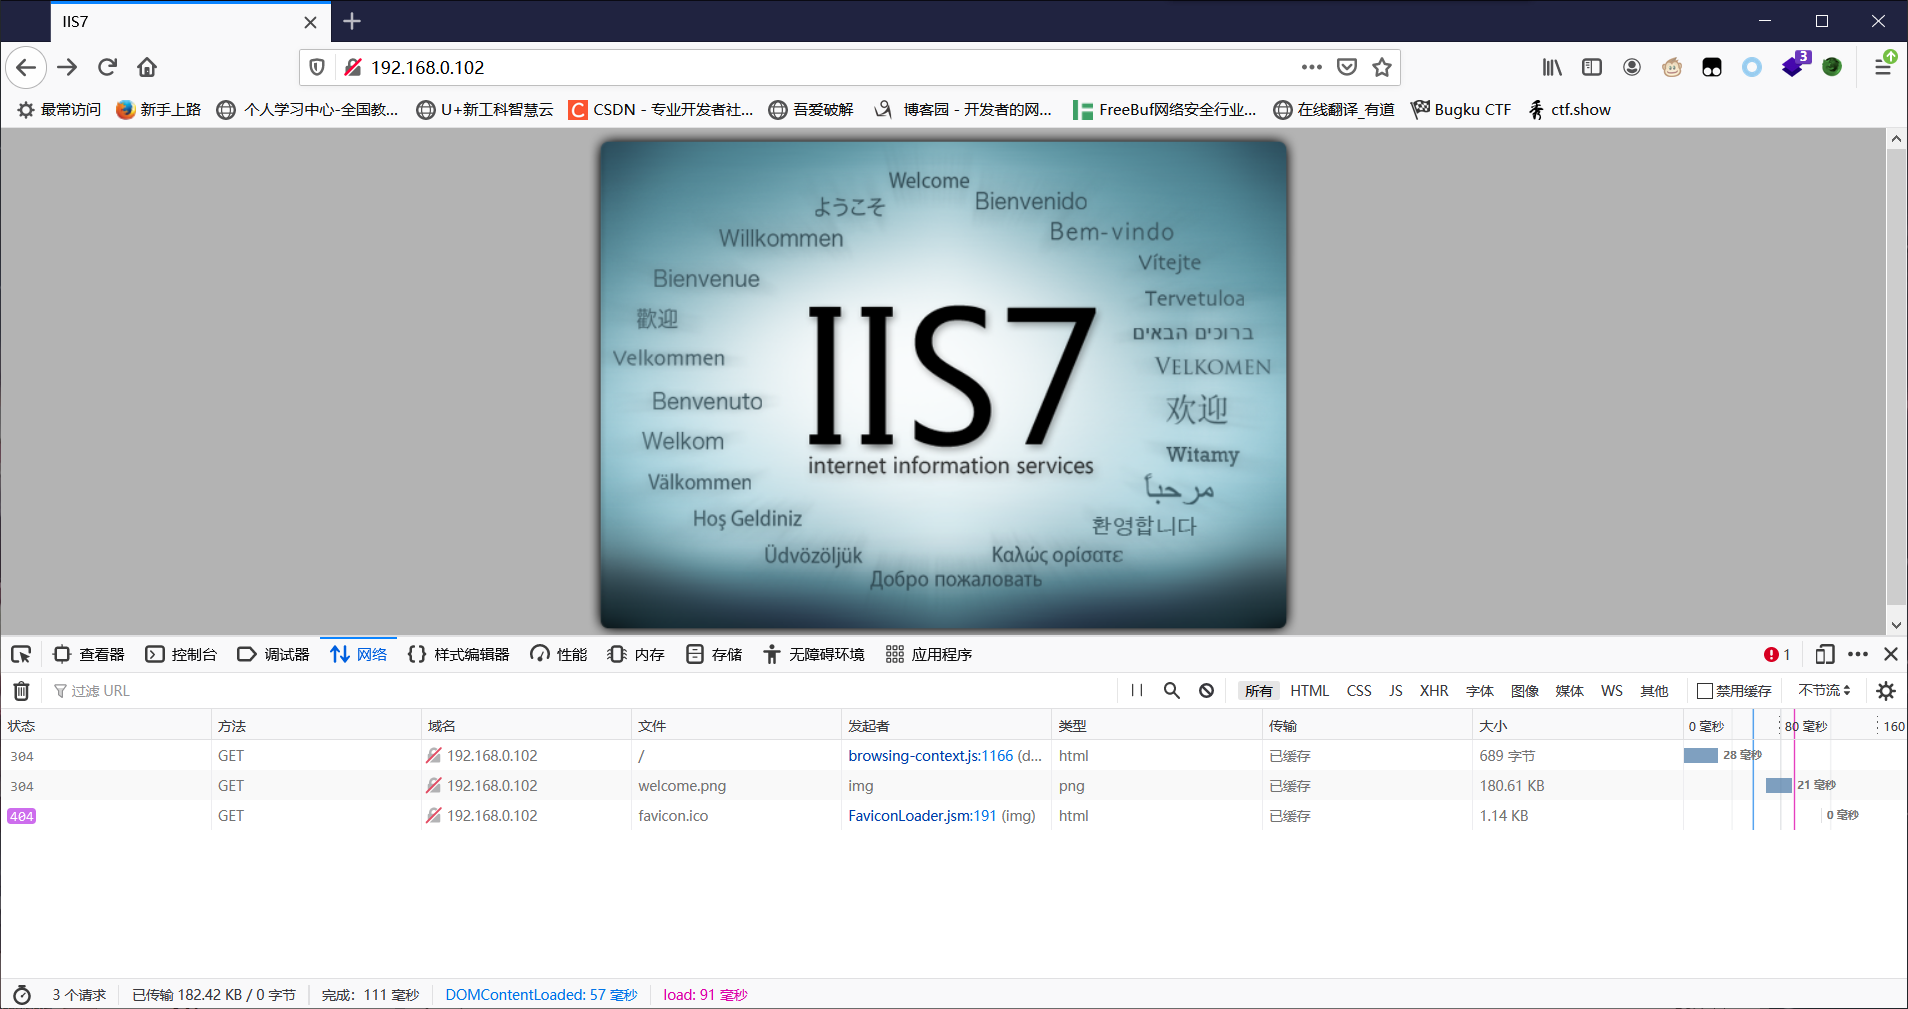 IIS7
192.168.0.102
3
最常访问 新手上路 个人学习中心-全国教... U+新工科智慧云 CSDN - 专业开发者社... 吾爱破解 博客园 - 开发者的网... FreeBuf网络安全行业... 在线翻译_有道 Bugku CTF ctf.show
Welcome
Bienvenido
ようこそ
Bem-vindo
Willkommen
Vítejte
Bienvenue
Tervetuloa
歡迎
ברוכים הבאים
Velkommen
VELKOMEN
Benvenuto
欢迎
IIS7
Welkom
Witamy
internet information services
Välkommen
مرحباً
Hoş Geldiniz
환영합니다
Üdvözöljük
Καλώς ορίσατε
Добро пожаловать
查看器 控制台 调试器 网络 样式编辑器 性能 内存 存储 无障碍环境 应用程序 1
过滤 URL 所有 HTML CSS JS XHR 字体 图像 媒体 WS 其他 禁用缓存 不节流
状态 方法 域名 文件 发起者 类型 传输 大小 0 毫秒 80 毫秒 160
304 GET 192.168.0.102 / browsing-context.js:1166 (d... html 已缓存 689 字节 28 毫秒
304 GET 192.168.0.102 welcome.png img png 已缓存 180.61 KB 21 毫秒
404 GET 192.168.0.102 favicon.ico FaviconLoader.jsm:191 (img) html 已缓存 1.14 KB 0 毫秒
3 个请求 已传输 182.42 KB / 0 字节 完成：111 毫秒 DOMContentLoaded: 57 毫秒 load: 91 毫秒